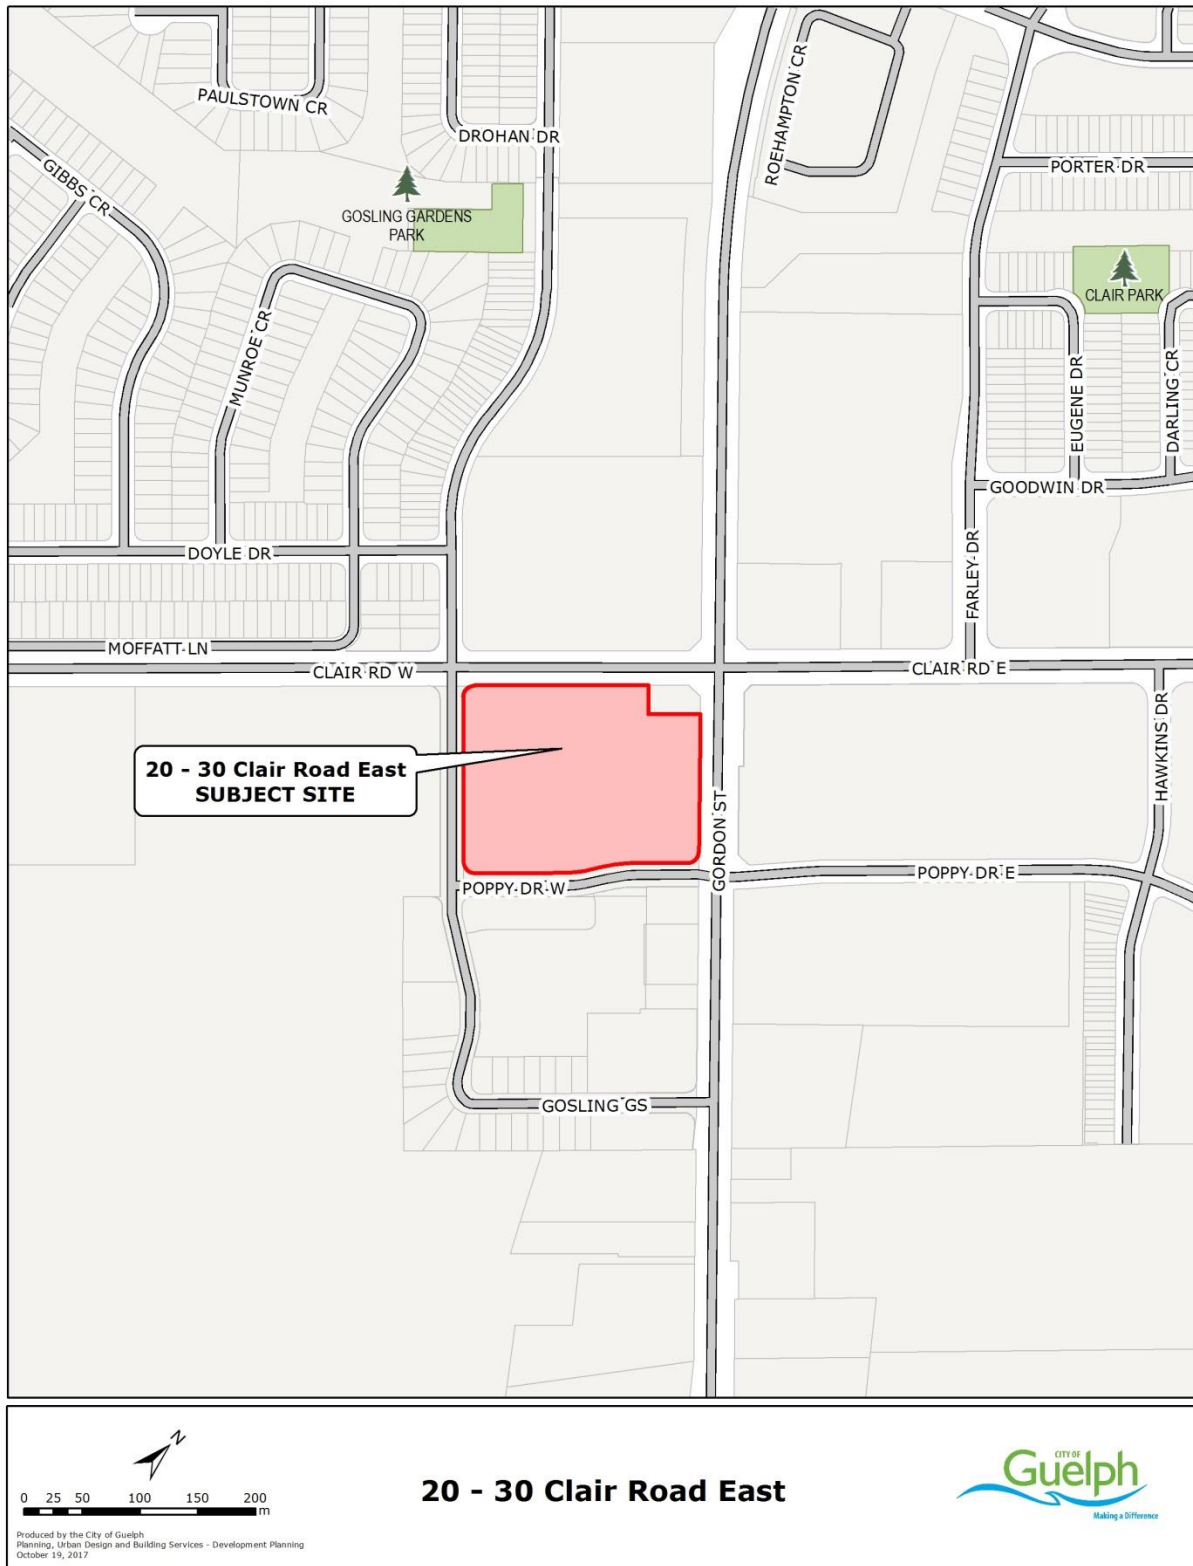 PAULSTOWN CR
DROHAN DR
ROEHAMPTON CR
PORTER DR
GIBBS CR
GOSLING GARDENS
PARK
CLAIR PARK
MUNROE CR
EUGENE DR
DARLING CR
GOODWIN DR
DOYLE DR
FARLEY DR
MOFFATT LN
CLAIR RD W
CLAIR RD E
20 - 30 Clair Road East
SUBJECT SITE
GORDON ST
HAWKINS DR
POPPY DR W
POPPY DR E
GOSLING GS
N
0 25 50 100 150 200
m
Produced by the City of Guelph
Planning, Urban Design and Building Services - Development Planning
October 19, 2017
20 - 30 Clair Road East
CITY OF
Guelph
Making a Difference